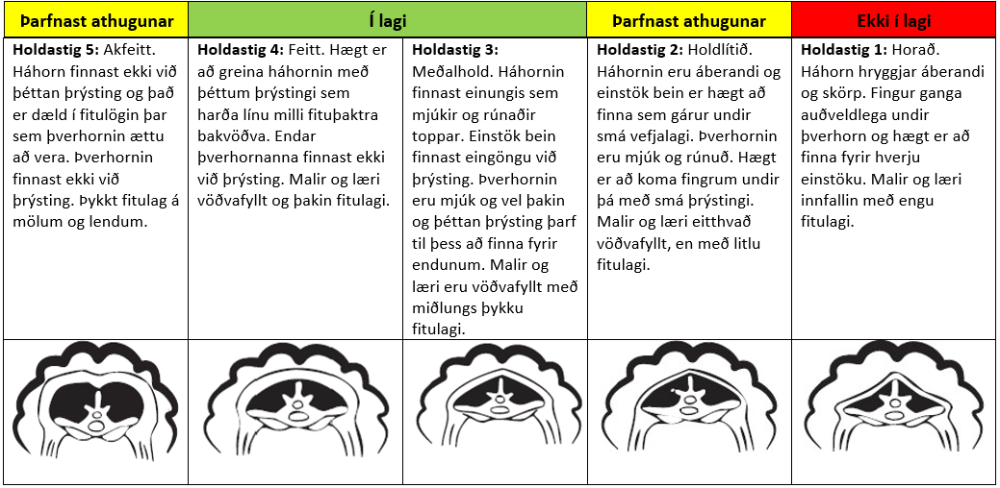 Þarfnast athugunar
Í lagi
Þarfnast athugunar
Ekki í lagi
Holdastig 5: Akfeitt.
Háhorn finnast ekki við
þéttan þrýsting og það
er dæld í fitulögin þar
sem þverhornin ættu
að vera. Þverhornin
finnast ekki við
þrýsting. Þykkt fitulag á
mölum og lendum.
Holdastig 4: Feitt. Hægt er
að greina háhornin með
þéttum þrýstingi sem
harða línu milli fituþaktra
bakvöðva. Endar
þverhornanna finnast ekki
við þrýsting. Malir og læri
vöðvafyllt og þakin fitulagi.
Holdastig 3:
Meðalhold. Háhornin
finnast einungis sem
mjúkir og rúnaðir
toppar. Einstök bein
finnast eingöngu við
þrýsting. Þverhornin
eru mjúk og vel þakin
og þéttan þrýsting þarf
til þess að finna fyrir
endunum. Malir og
læri eru vöðvafyllt með
miðlungs þykku
fitulagi.
Holdastig 2: Holdlítið.
Háhornin eru áberandi og
einstök bein er hægt að
finna sem gárur undir
smá vefjalagi. Þverhornin
eru mjúk og rúnuð. Hægt
er að koma fingrum undir
þá með smá þrýstingi.
Malir og læri eitthvað
vöðvafyllt, en með litlu
fitulagi.
Holdastig 1: Horað.
Háhorn hryggjar áberandi
og skörp. Fingur ganga
auðveldlega undir
þverhorn og hægt er að
finna fyrir hverju
einstöku. Malir og læri
innfallin með engu
fitulagi.